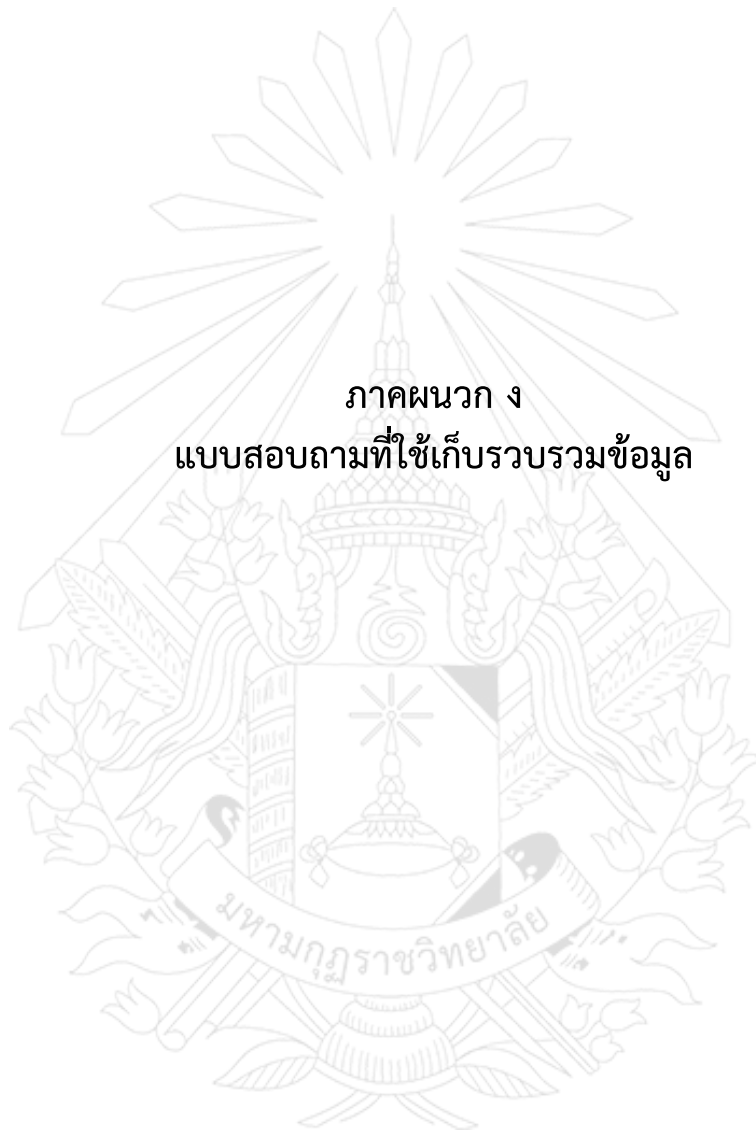 ภาคผนวก ง
แบบสอบถามที่ใช้เก็บรวบรวมข้อมูล
มหามกุฏราชวิทยาลัย